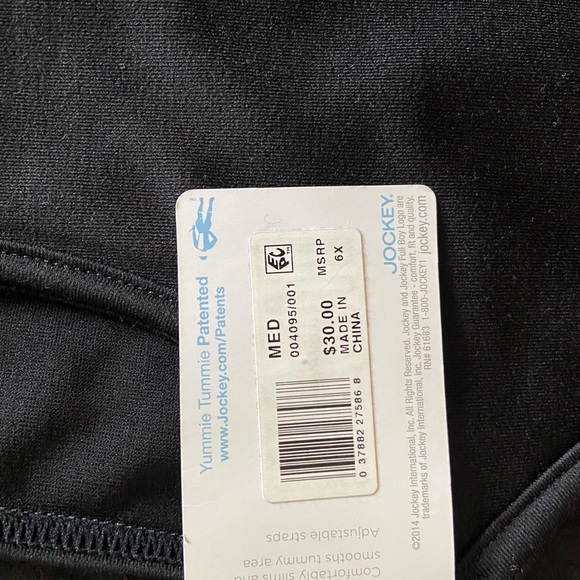 Yummie Tummie Patented
www.Jockey.com/Patents
MED
004095/001
EPC
$30.00
MSRP
MADE IN
CHINA
6X
0 37882 27586 8
JOCKEY®
©2014 Jockey International, Inc. All Rights Reserved. Jockey and Jockey Full Boy Logo are
trademarks of Jockey International, Inc. Jockey Guarantee - comfort, fit and quality.
RN# 61683 1-800-JOCKEY1 jockey.com
Comfortably slims and
smooths tummy area
Adjustable straps